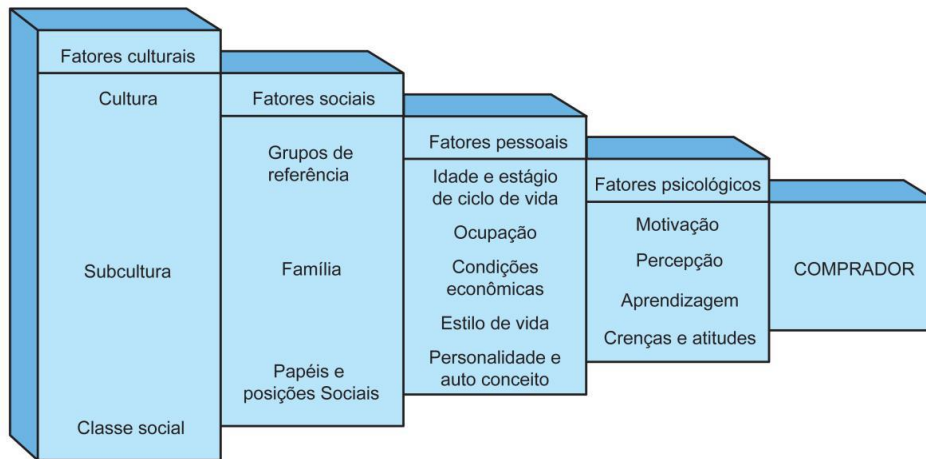 Fatores culturais
Cultura
Subcultura
Classe social
Fatores sociais
Grupos de
referência
Família
Papéis e
posições Sociais
Fatores pessoais
Idade e estágio
de ciclo de vida
Ocupação
Condições
econômicas
Estilo de vida
Personalidade e
auto conceito
Fatores psicológicos
Motivação
Percepção
Aprendizagem
Crenças e atitudes
COMPRADOR